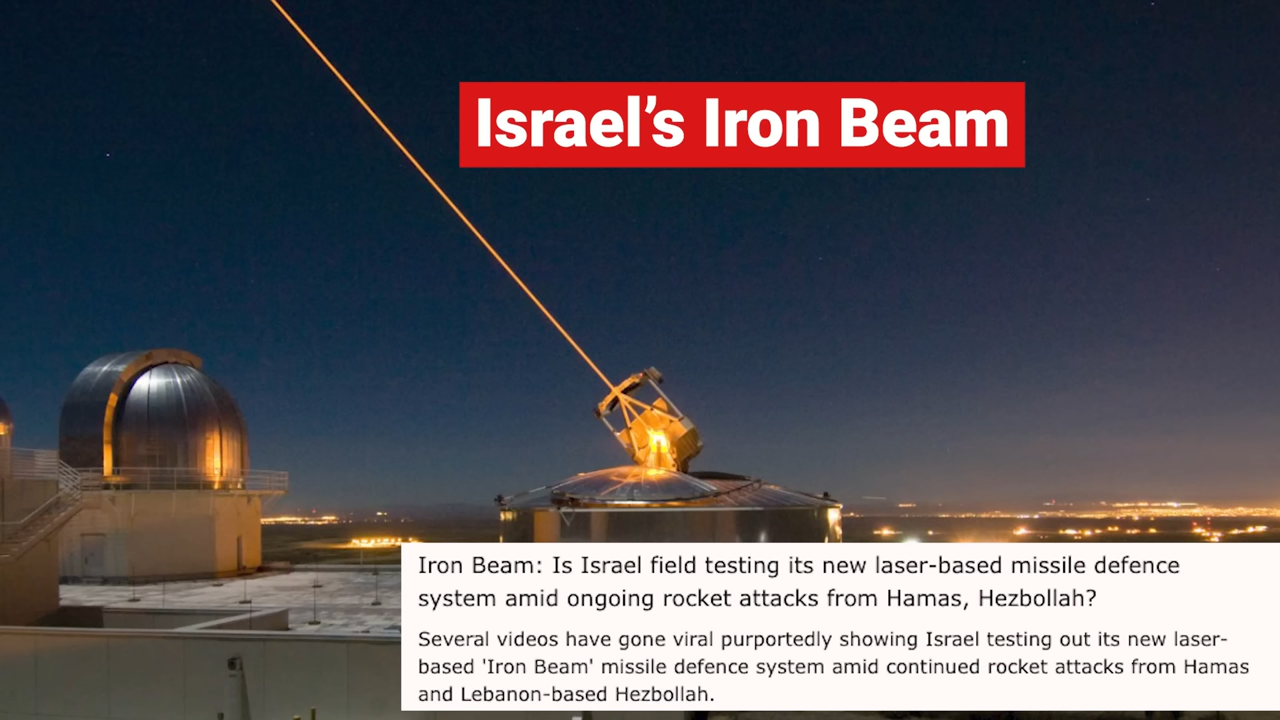 Israel’s Iron Beam
Iron Beam: Is Israel field testing its new laser-based missile defence
system amid ongoing rocket attacks from Hamas, Hezbollah?
Several videos have gone viral purportedly showing Israel testing out its new laser-
based 'Iron Beam' missile defence system amid continued rocket attacks from Hamas
and Lebanon-based Hezbollah.